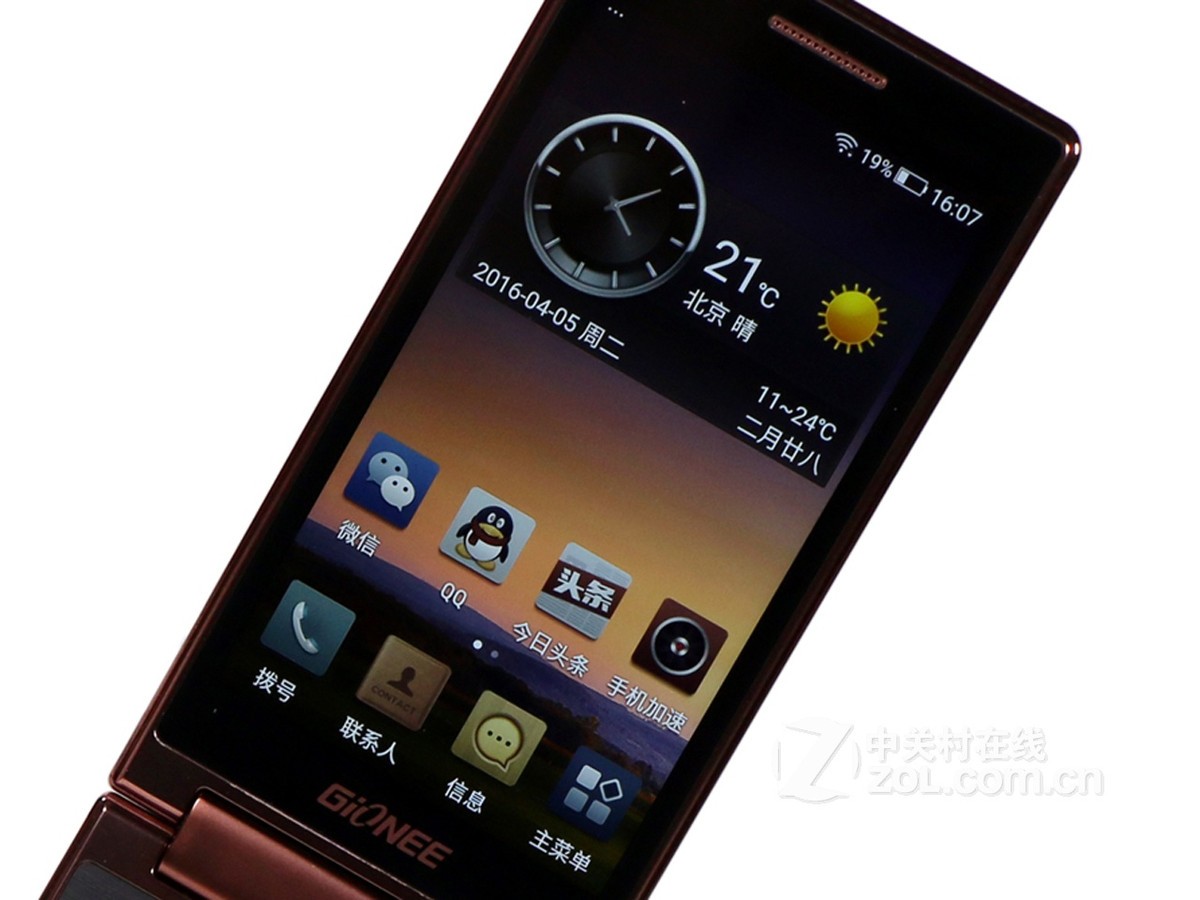 19% 16:07
21℃
北京 晴
2016-04-05 周二
11~24℃
二月廿八
头条
微信
QQ
今日头条
手机加速
CONTACT
拨号
联系人
信息
主菜单
GiONEE
中关村在线
ZOL.com.cn